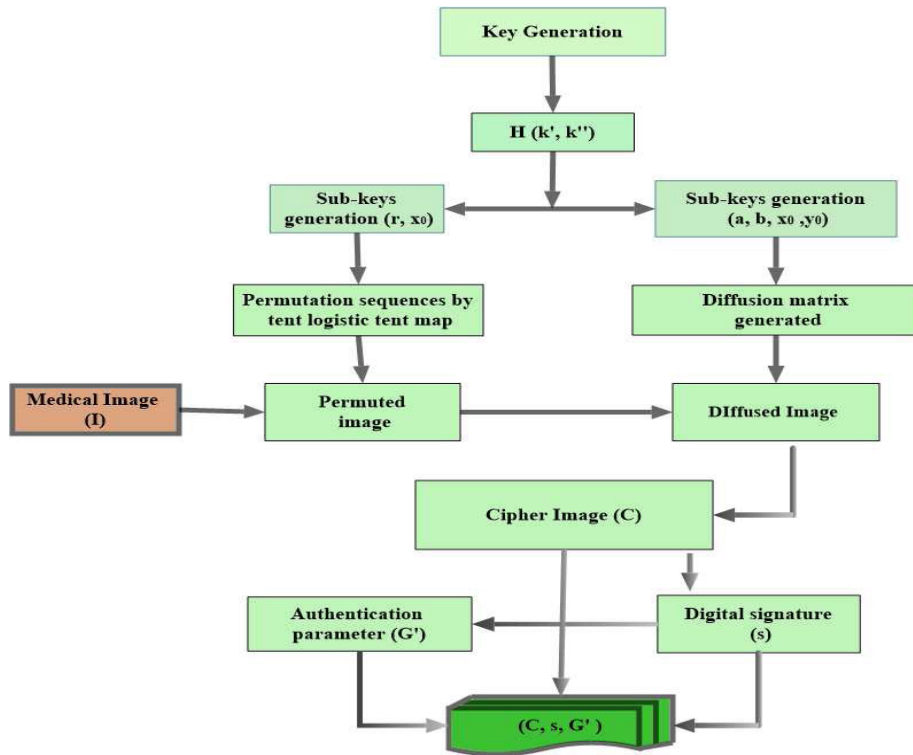 Key Generation
H (k', k'')
Sub-keys
generation (r, x₀)
Sub-keys generation
(a, b, x₀ ,y₀)
Permutation sequences by
tent logistic tent map
Diffusion matrix
generated
Medical Image
(I)
Permuted
image
DIffused Image
Cipher Image (C)
Authentication
parameter (G')
Digital signature
(s)
(C, s, G' )